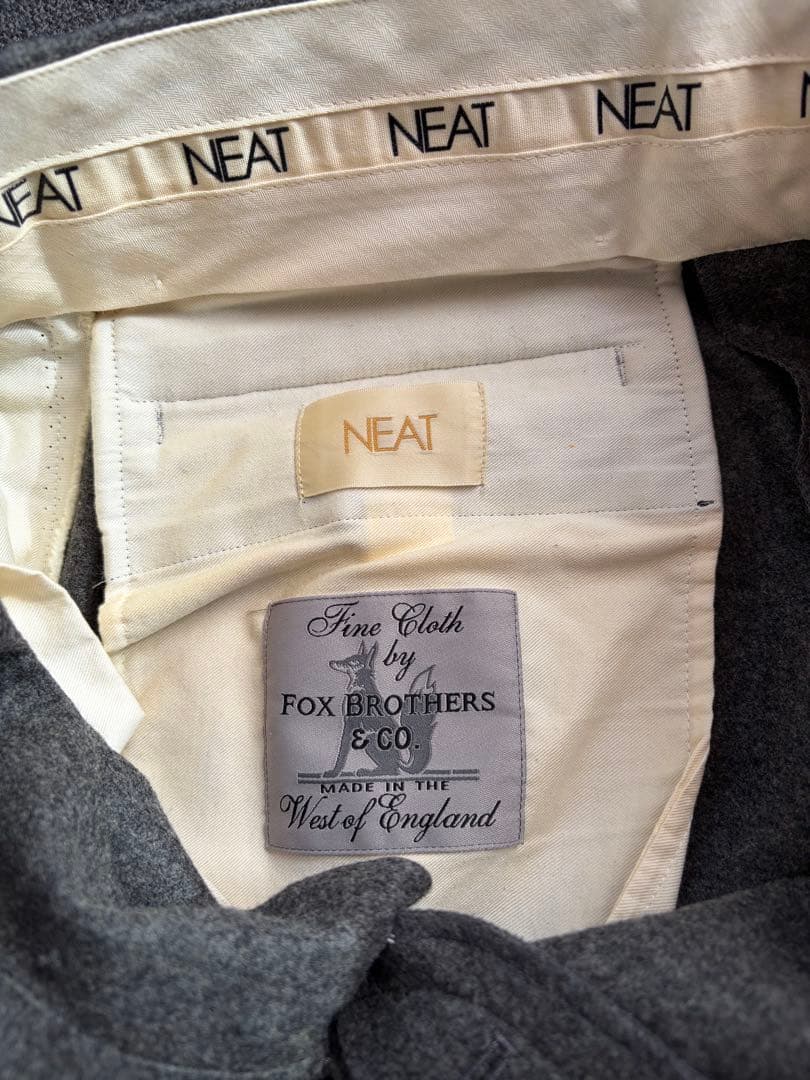 NEAT NEAT NEAT NEAT N
NEAT
Fine Cloth
by
FOX BROTHERS
& CO.
MADE IN THE
West of England